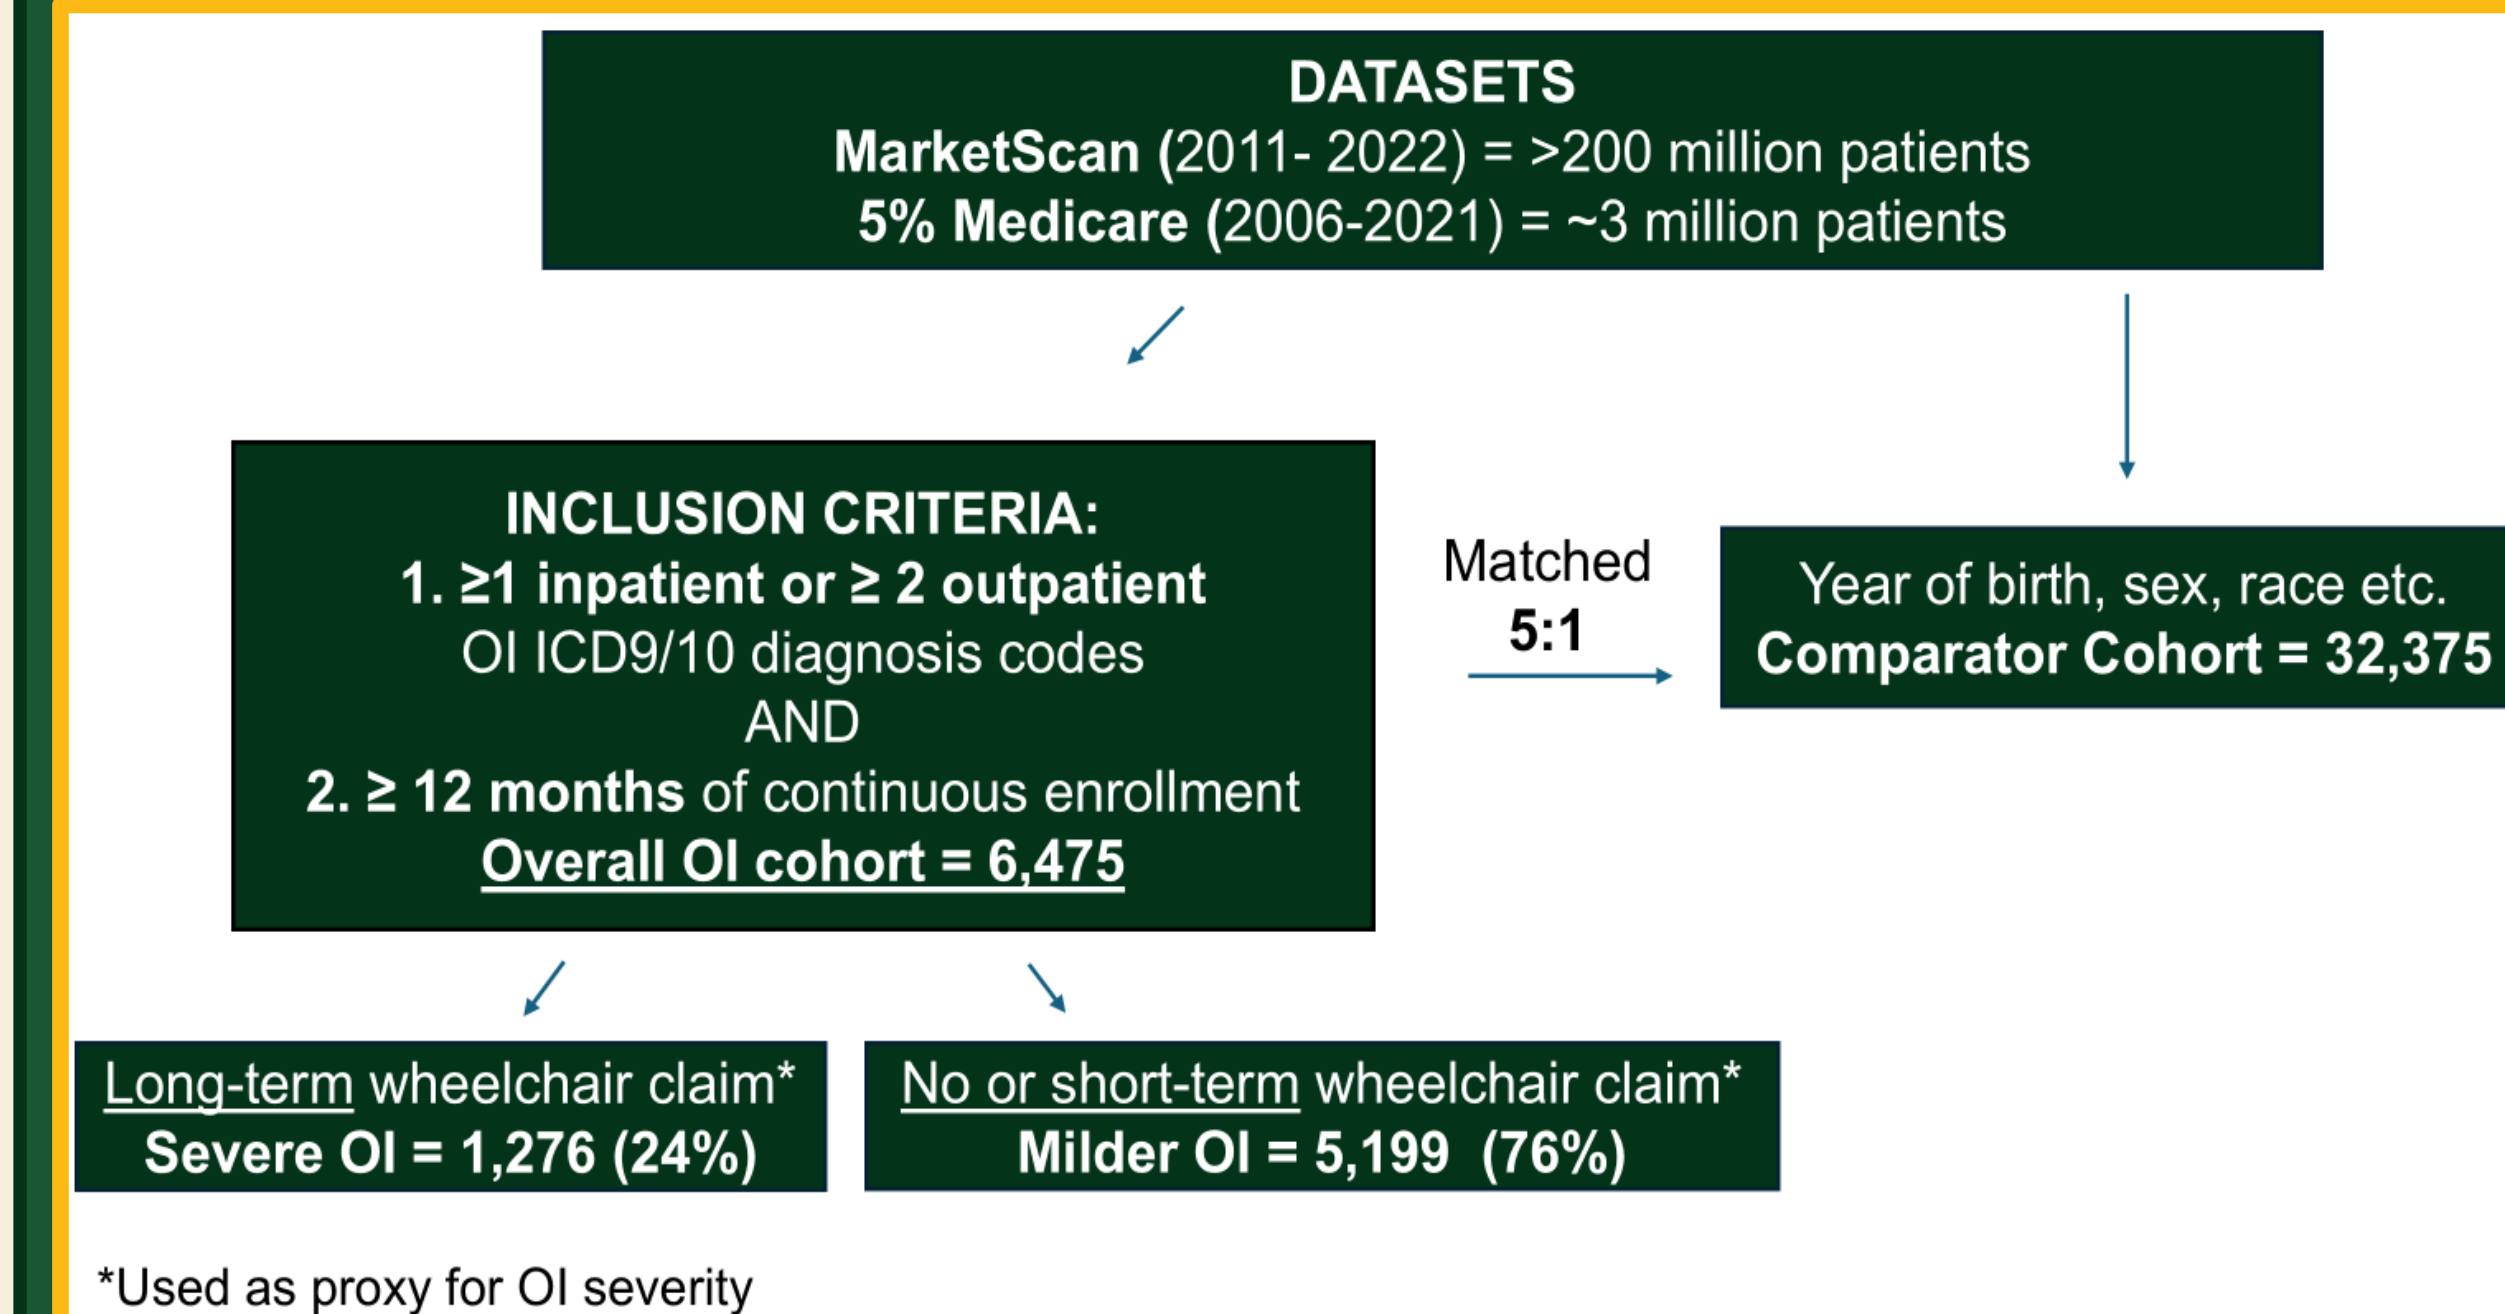 DATASETS
MarketScan (2011- 2022) = >200 million patients
5% Medicare (2006-2021) = ~3 million patients
INCLUSION CRITERIA:
1. ≥1 inpatient or ≥ 2 outpatient
OI ICD9/10 diagnosis codes
AND
2. ≥ 12 months of continuous enrollment
Overall OI cohort = 6,475
Matched
5:1
Year of birth, sex, race etc.
Comparator Cohort = 32,375
Long-term wheelchair claim*
Severe OI = 1,276 (24%)
No or short-term wheelchair claim*
Milder OI = 5,199  (76%)
*Used as proxy for OI severity